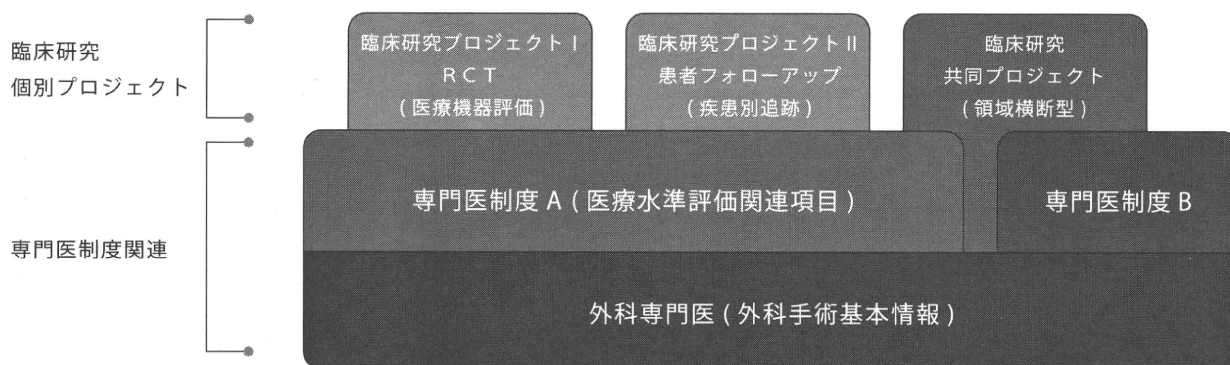 臨床研究
個別プロジェクト
臨床研究プロジェクトⅠ
ＲＣＴ
(医療機器評価)
臨床研究プロジェクトⅡ
患者フォローアップ
(疾患別追跡)
臨床研究
共同プロジェクト
(領域横断型)
専門医制度関連
専門医制度 A (医療水準評価関連項目)
専門医制度 B
外科専門医 (外科手術基本情報)